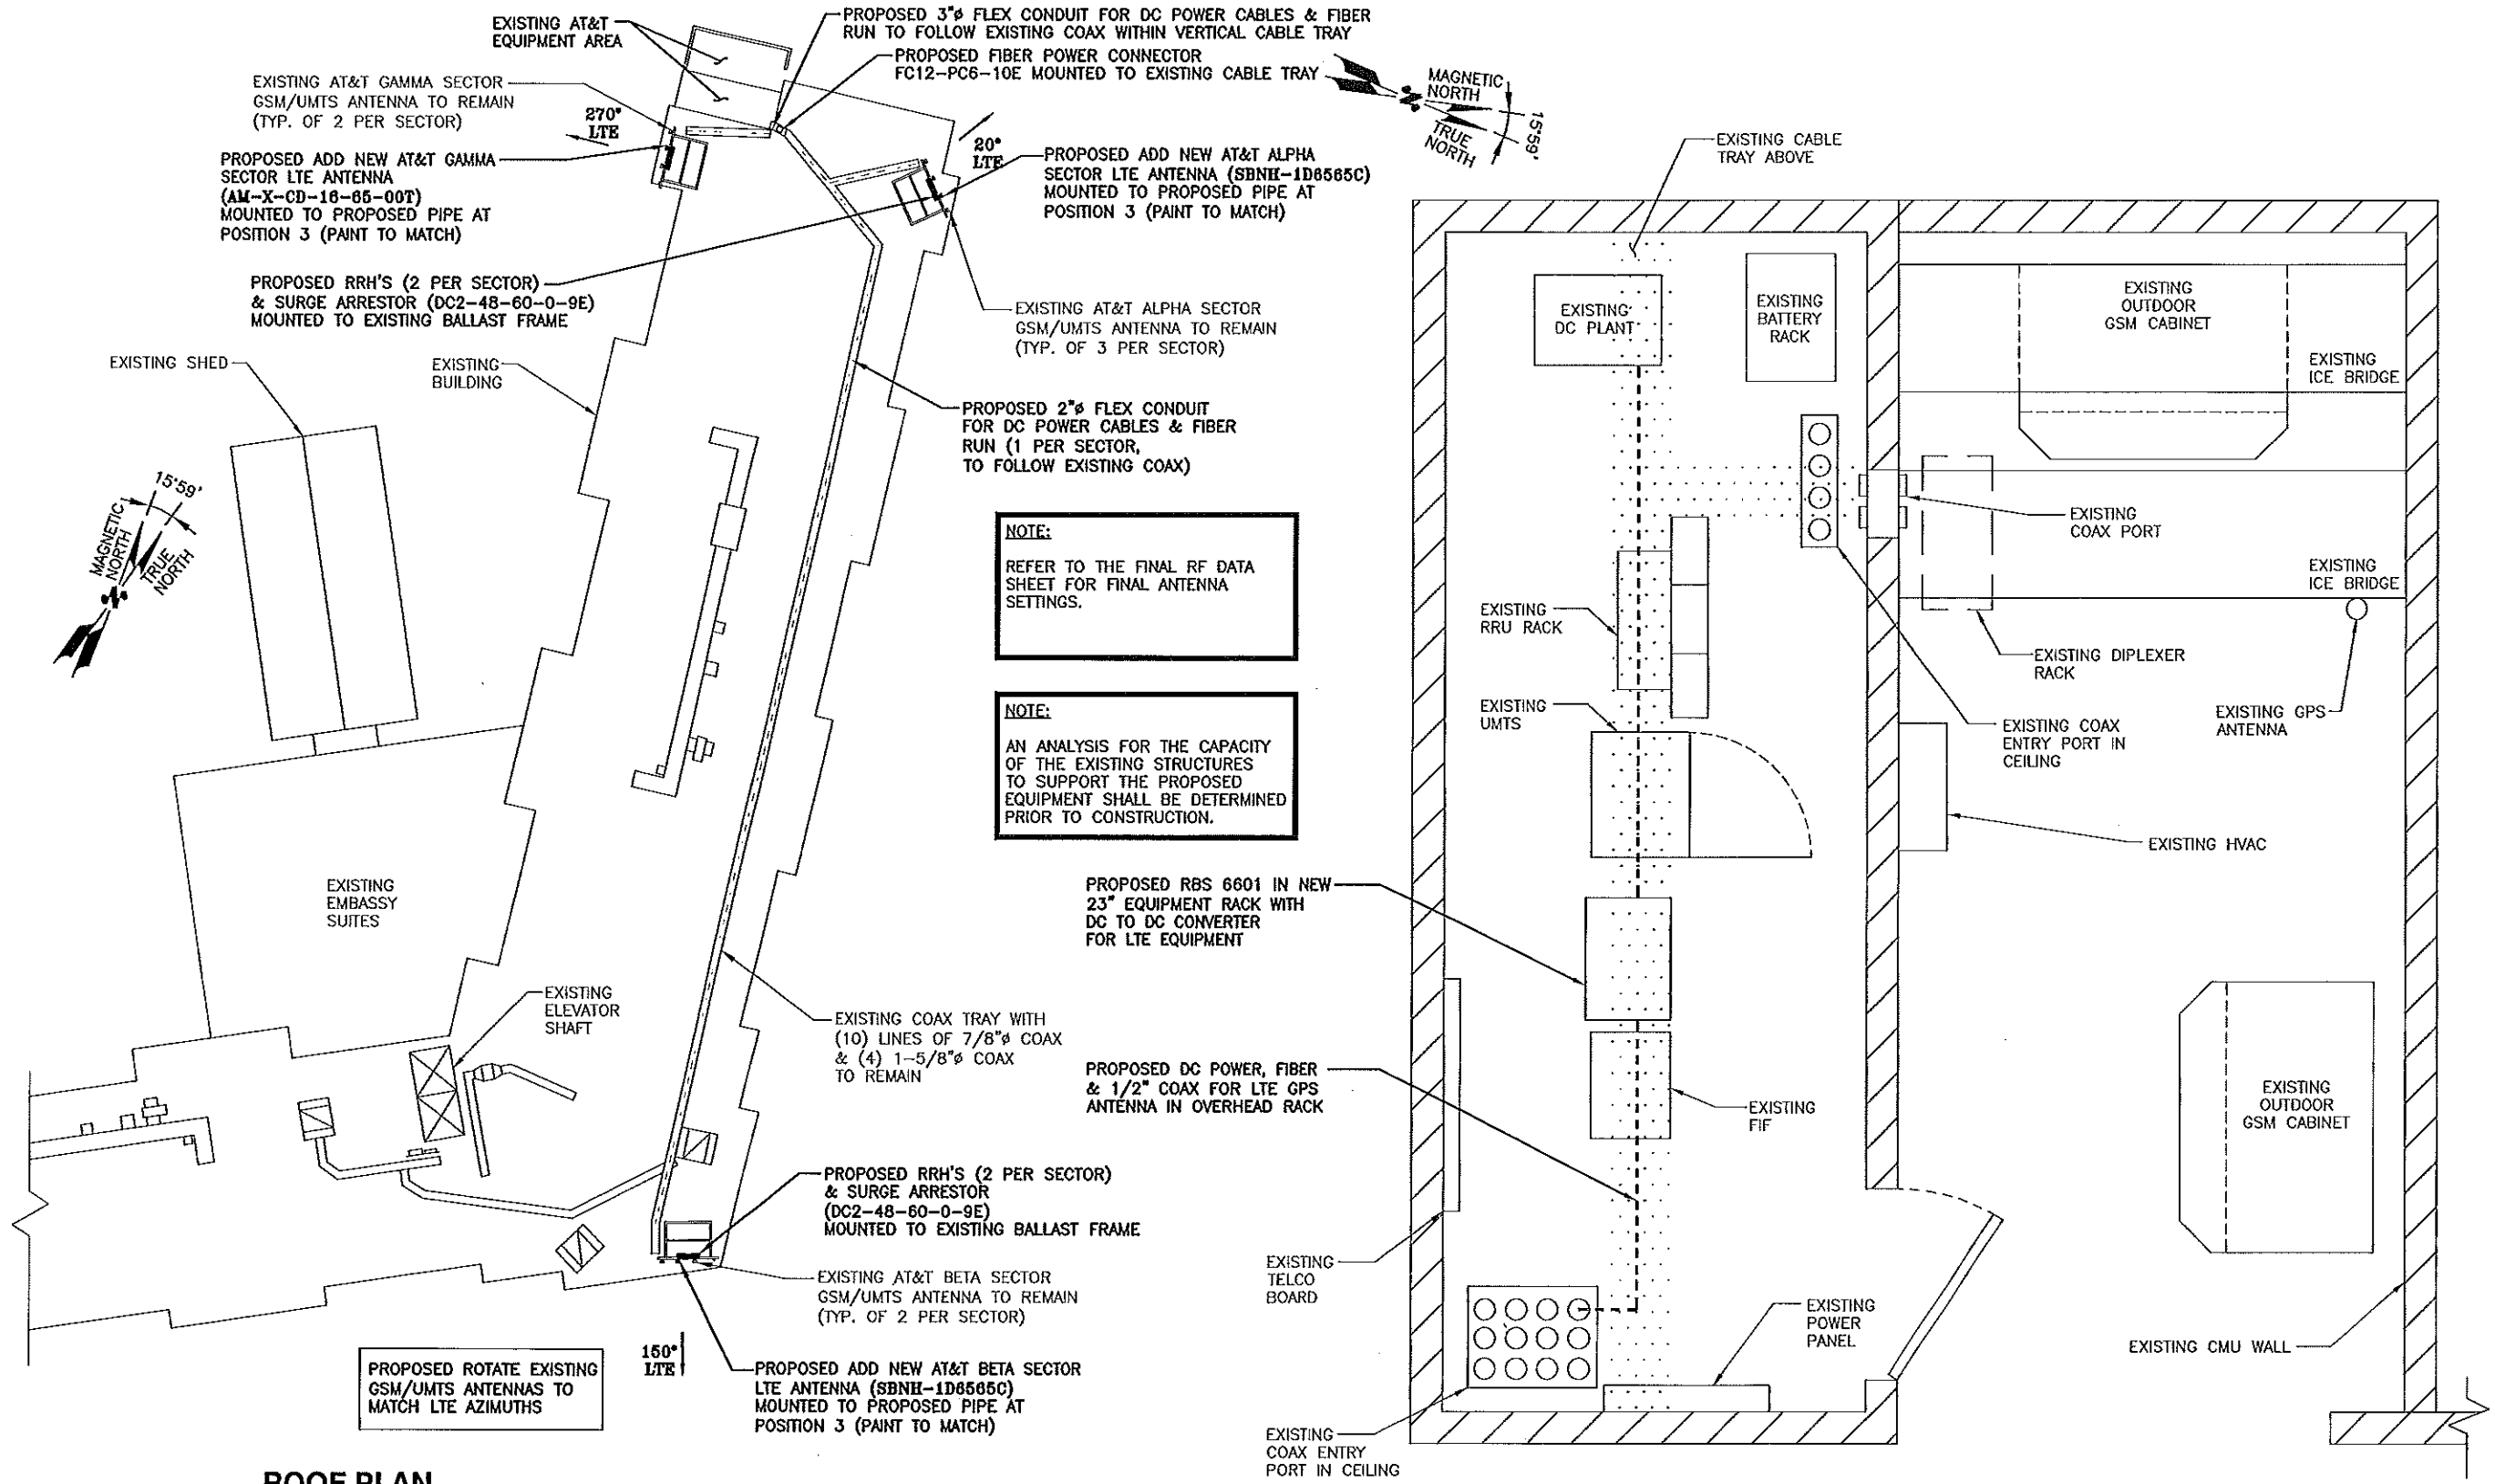 EXISTING AT&T
EQUIPMENT AREA
PROPOSED 3"ø FLEX CONDUIT FOR DC POWER CABLES & FIBER
RUN TO FOLLOW EXISTING COAX WITHIN VERTICAL CABLE TRAY
PROPOSED FIBER POWER CONNECTOR
FC12-PC6-10E MOUNTED TO EXISTING CABLE TRAY
EXISTING AT&T GAMMA SECTOR
GSM/UMTS ANTENNA TO REMAIN
(TYP. OF 2 PER SECTOR)
270°
LTE
PROPOSED ADD NEW AT&T GAMMA
SECTOR LTE ANTENNA
(AM-X-CD-16-65-00T)
MOUNTED TO PROPOSED PIPE AT
POSITION 3 (PAINT TO MATCH)
20°
LTE
PROPOSED ADD NEW AT&T ALPHA
SECTOR LTE ANTENNA (SBNH-1D6565C)
MOUNTED TO PROPOSED PIPE AT
POSITION 3 (PAINT TO MATCH)
MAGNETIC
NORTH
TRUE
NORTH
15°59'
PROPOSED RRH'S (2 PER SECTOR)
& SURGE ARRESTOR (DC2-48-60-0-9E)
MOUNTED TO EXISTING BALLAST FRAME
EXISTING AT&T ALPHA SECTOR
GSM/UMTS ANTENNA TO REMAIN
(TYP. OF 3 PER SECTOR)
EXISTING SHED
EXISTING
BUILDING
PROPOSED 2"ø FLEX CONDUIT
FOR DC POWER CABLES & FIBER
RUN (1 PER SECTOR,
TO FOLLOW EXISTING COAX)
15°59'
MAGNETIC
NORTH
TRUE
NORTH
NOTE:
REFER TO THE FINAL RF DATA
SHEET FOR FINAL ANTENNA
SETTINGS.
NOTE:
AN ANALYSIS FOR THE CAPACITY
OF THE EXISTING STRUCTURES
TO SUPPORT THE PROPOSED
EQUIPMENT SHALL BE DETERMINED
PRIOR TO CONSTRUCTION.
EXISTING
EMBASSY
SUITES
EXISTING
ELEVATOR
SHAFT
EXISTING COAX TRAY WITH
(10) LINES OF 7/8"ø COAX
& (4) 1-5/8"ø COAX
TO REMAIN
PROPOSED RRH'S (2 PER SECTOR)
& SURGE ARRESTOR
(DC2-48-60-0-9E)
MOUNTED TO EXISTING BALLAST FRAME
EXISTING AT&T BETA SECTOR
GSM/UMTS ANTENNA TO REMAIN
(TYP. OF 2 PER SECTOR)
150°
LTE
PROPOSED ADD NEW AT&T BETA SECTOR
LTE ANTENNA (SBNH-1D6565C)
MOUNTED TO PROPOSED PIPE AT
POSITION 3 (PAINT TO MATCH)
PROPOSED ROTATE EXISTING
GSM/UMTS ANTENNAS TO
MATCH LTE AZIMUTHS
ROOF PLAN
EXISTING CABLE
TRAY ABOVE
EXISTING
DC PLANT
EXISTING
BATTERY
RACK
EXISTING
OUTDOOR
GSM CABINET
EXISTING
ICE BRIDGE
EXISTING
COAX PORT
EXISTING
ICE BRIDGE
EXISTING
RRU RACK
EXISTING DIPLEXER
RACK
EXISTING
UMTS
EXISTING COAX
ENTRY PORT IN
CEILING
EXISTING GPS
ANTENNA
EXISTING HVAC
PROPOSED RBS 6601 IN NEW
23" EQUIPMENT RACK WITH
DC TO DC CONVERTER
FOR LTE EQUIPMENT
PROPOSED DC POWER, FIBER
& 1/2" COAX FOR LTE GPS
ANTENNA IN OVERHEAD RACK
EXISTING
FIF
EXISTING
OUTDOOR
GSM CABINET
EXISTING
TELCO
BOARD
EXISTING
POWER
PANEL
EXISTING CMU WALL
EXISTING
COAX ENTRY
PORT IN CEILING